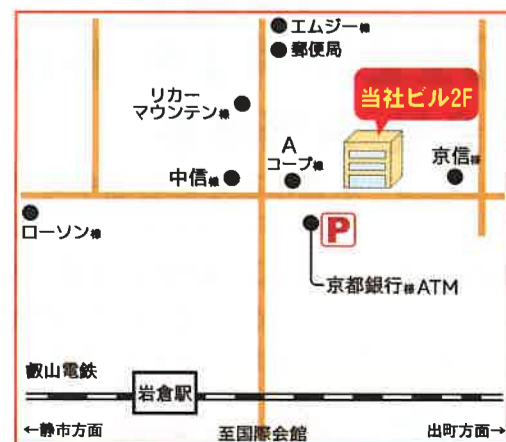 エムジー様
郵便局
当社ビル2F
リカー
マウンテン様
A
コープ様
京信様
中信様
ローソン様
P
京都銀行様ATM
叡山電鉄
岩倉駅
←静市方面
至国際会館
出町方面→